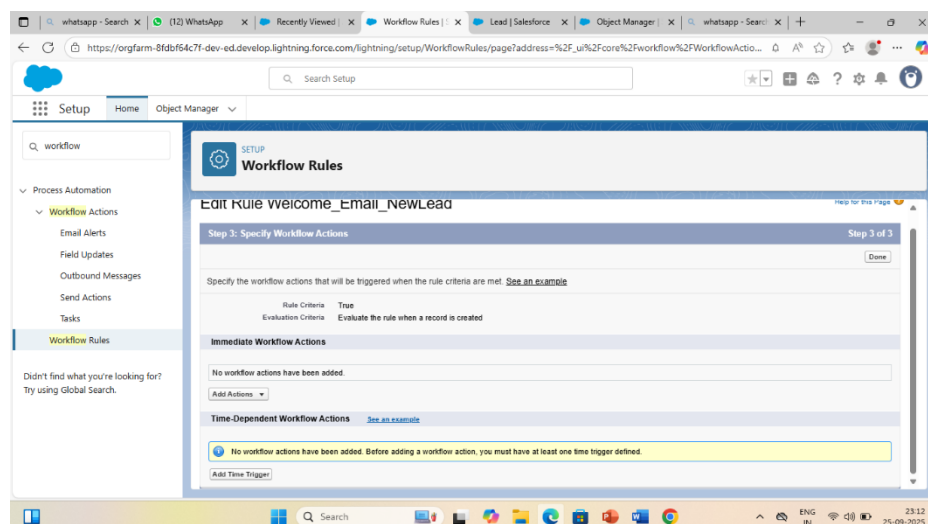 whatsapp - Search
(12) WhatsApp
Recently Viewed |
Workflow Rules | S
Lead | Salesforce
Object Manager |
whatsapp - Search
https://orgfarm-8fdbf64c7f-dev-ed.develop.lightning.force.com/lightning/setup/WorkflowRules/page?address=%2F_ui%2Fcore%2Fworkflow%2FWorkflowActio...
Search Setup
Setup
Home
Object Manager
workflow
SETUP
Workflow Rules
Process Automation
Workflow Actions
Email Alerts
Field Updates
Outbound Messages
Send Actions
Tasks
Workflow Rules
Didn't find what you're looking for?
Try using Global Search.
Edit Rule Welcome_Email_NewLead
Help for this Page
Step 3: Specify Workflow Actions
Step 3 of 3
Done
Specify the workflow actions that will be triggered when the rule criteria are met. See an example
Rule Criteria True
Evaluation Criteria Evaluate the rule when a record is created
Immediate Workflow Actions
No workflow actions have been added.
Add Actions
Time-Dependent Workflow Actions See an example
No workflow actions have been added. Before adding a workflow action, you must have at least one time trigger defined.
Add Time Trigger
Search
ENG
IN
23:12
25-09-2025